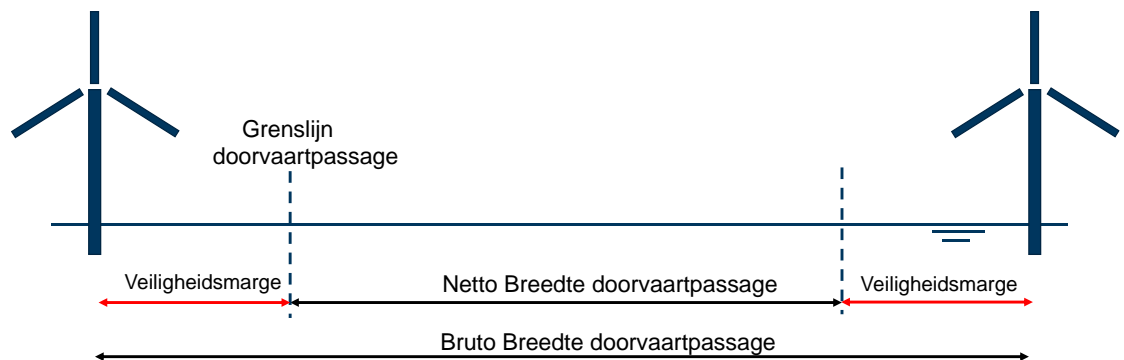 Grenslijn
doorvaartpassage
Veiligheidsmarge
Netto Breedte doorvaartpassage
Veiligheidsmarge
Bruto Breedte doorvaartpassage